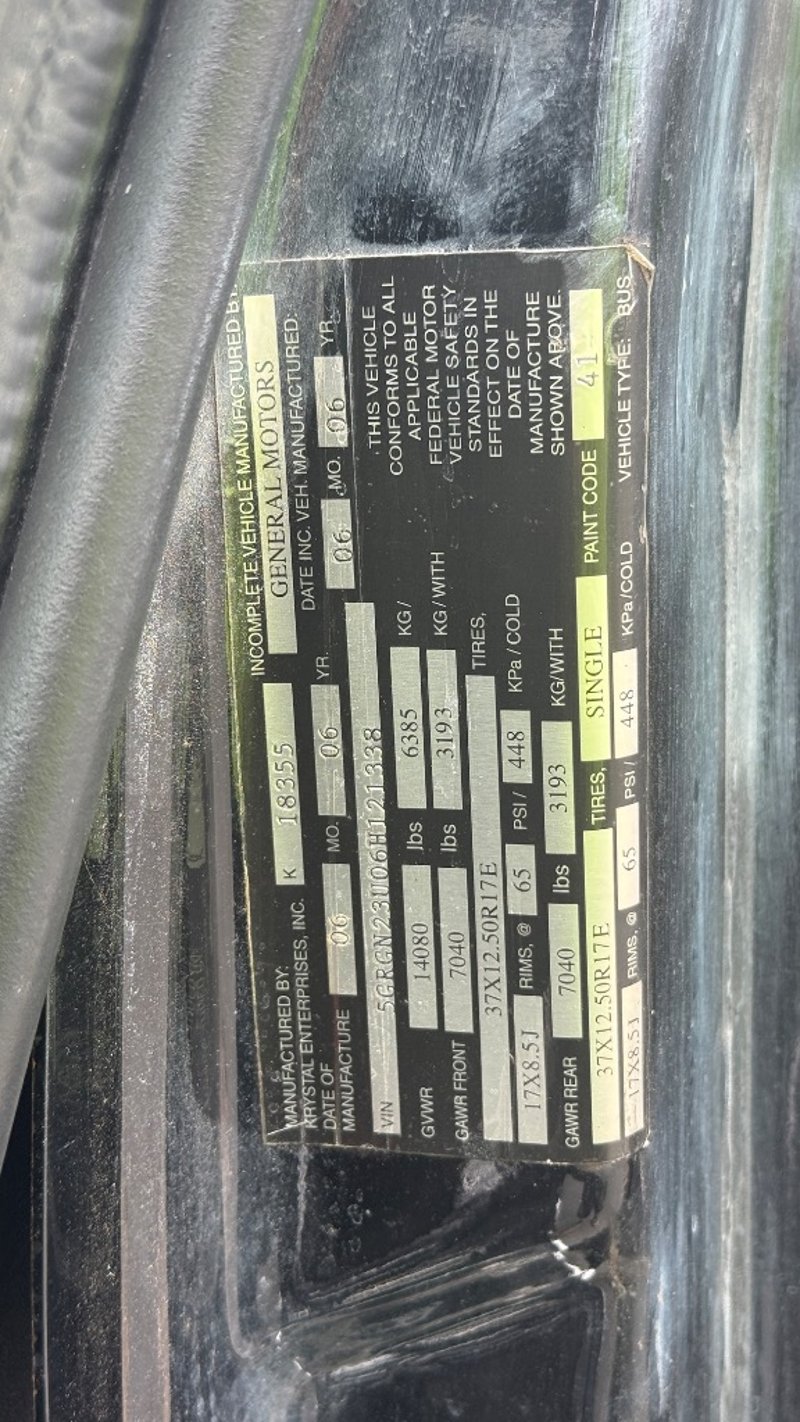 MANUFACTURED BY: K 18355 INCOMPLETE VEHICLE MANUFACTURED BY
KRYSTAL ENTERPRISES, INC. GENERAL MOTORS
DATE OF MANUFACTURE 06 MO. 06 YR. DATE INC. VEH. MANUFACTURED: 06 MO. 06 YR.
VIN 5GRGN23U06H121338
GVWR 14080 lbs 6385 KG/
GAWR FRONT 7040 lbs 3193 KG/WITH
37X12.50R17E TIRES,
17X8.5J RIMS, @ 65 PSI/ 448 KPa/COLD
GAWR REAR 7040 lbs 3193 KG/WITH
37X12.50R17E TIRES, SINGLE PAINT CODE 41
17X8.5J RIMS, @ 65 PSI/ 448 KPa/COLD VEHICLE TYPE: BUS
THIS VEHICLE
CONFORMS TO ALL
APPLICABLE
FEDERAL MOTOR
VEHICLE SAFETY
STANDARDS IN
EFFECT ON THE
DATE OF
MANUFACTURE
SHOWN ABOVE.